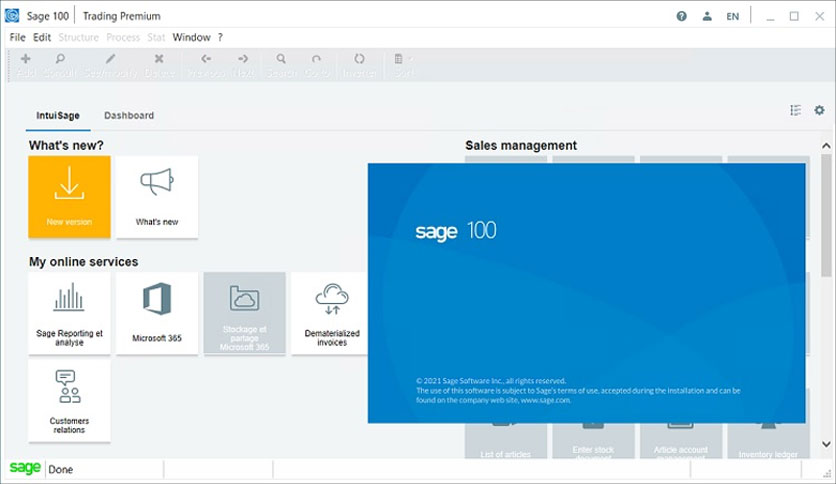 Sage 100 Trading Premium EN
File Edit Structure Process Stat Window ?
Add Consult See/modify Delete Previous Next Search Go to Inverter Sort
IntuiSage Dashboard
What's new? Sales management
New version What's new
sage 100
My online services
Sage Reporting et
analyse
Microsoft 365
Stockage et
partage
Microsoft 365
Dematerialized
invoices
© 2021 Sage Software Inc., all rights reserved.
The use of this software is subject to Sage's terms of use, accepted during the installation and can be
found on the company web site, www.sage.com.
Customers
relations
List of articles
Enter stock
document
Article account
management
Inventory ledger
sage Done